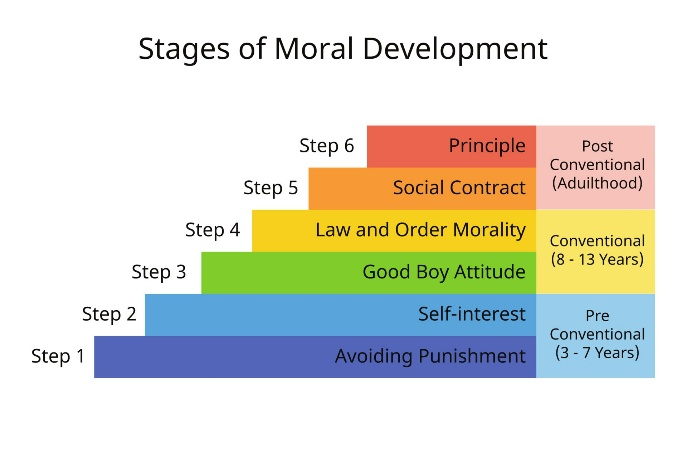 Stages of Moral Development
Step 6
Principle
Post
Conventional
(Aduilthood)
Step 5
Social Contract
Step 4
Law and Order Morality
Conventional
(8 - 13 Years)
Step 3
Good Boy Attitude
Step 2
Self-interest
Pre
Conventional
(3 - 7 Years)
Step 1
Avoiding Punishment